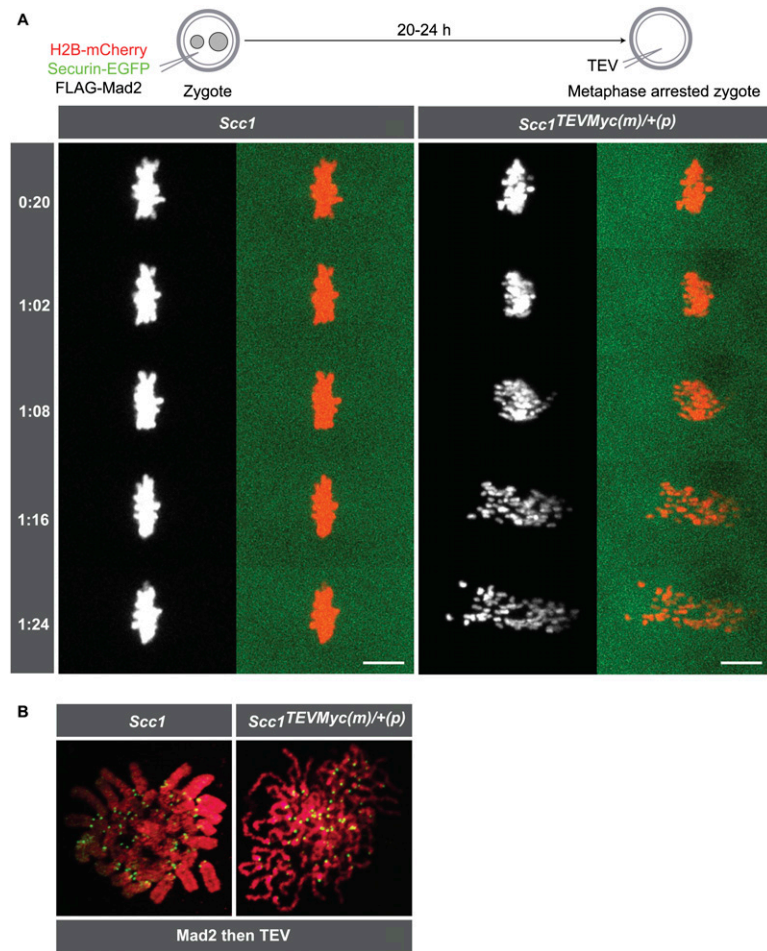 A
20-24 h
H2B-mCherry
Securin-EGFP
FLAG-Mad2
Zygote
TEV
Metaphase arrested zygote
Scc1
Scc1TEVMyc(m)/+(p)
0:20
1:02
1:08
1:16
1:24
B
Scc1
Scc1TEVMyc(m)/+(p)
Mad2 then TEV